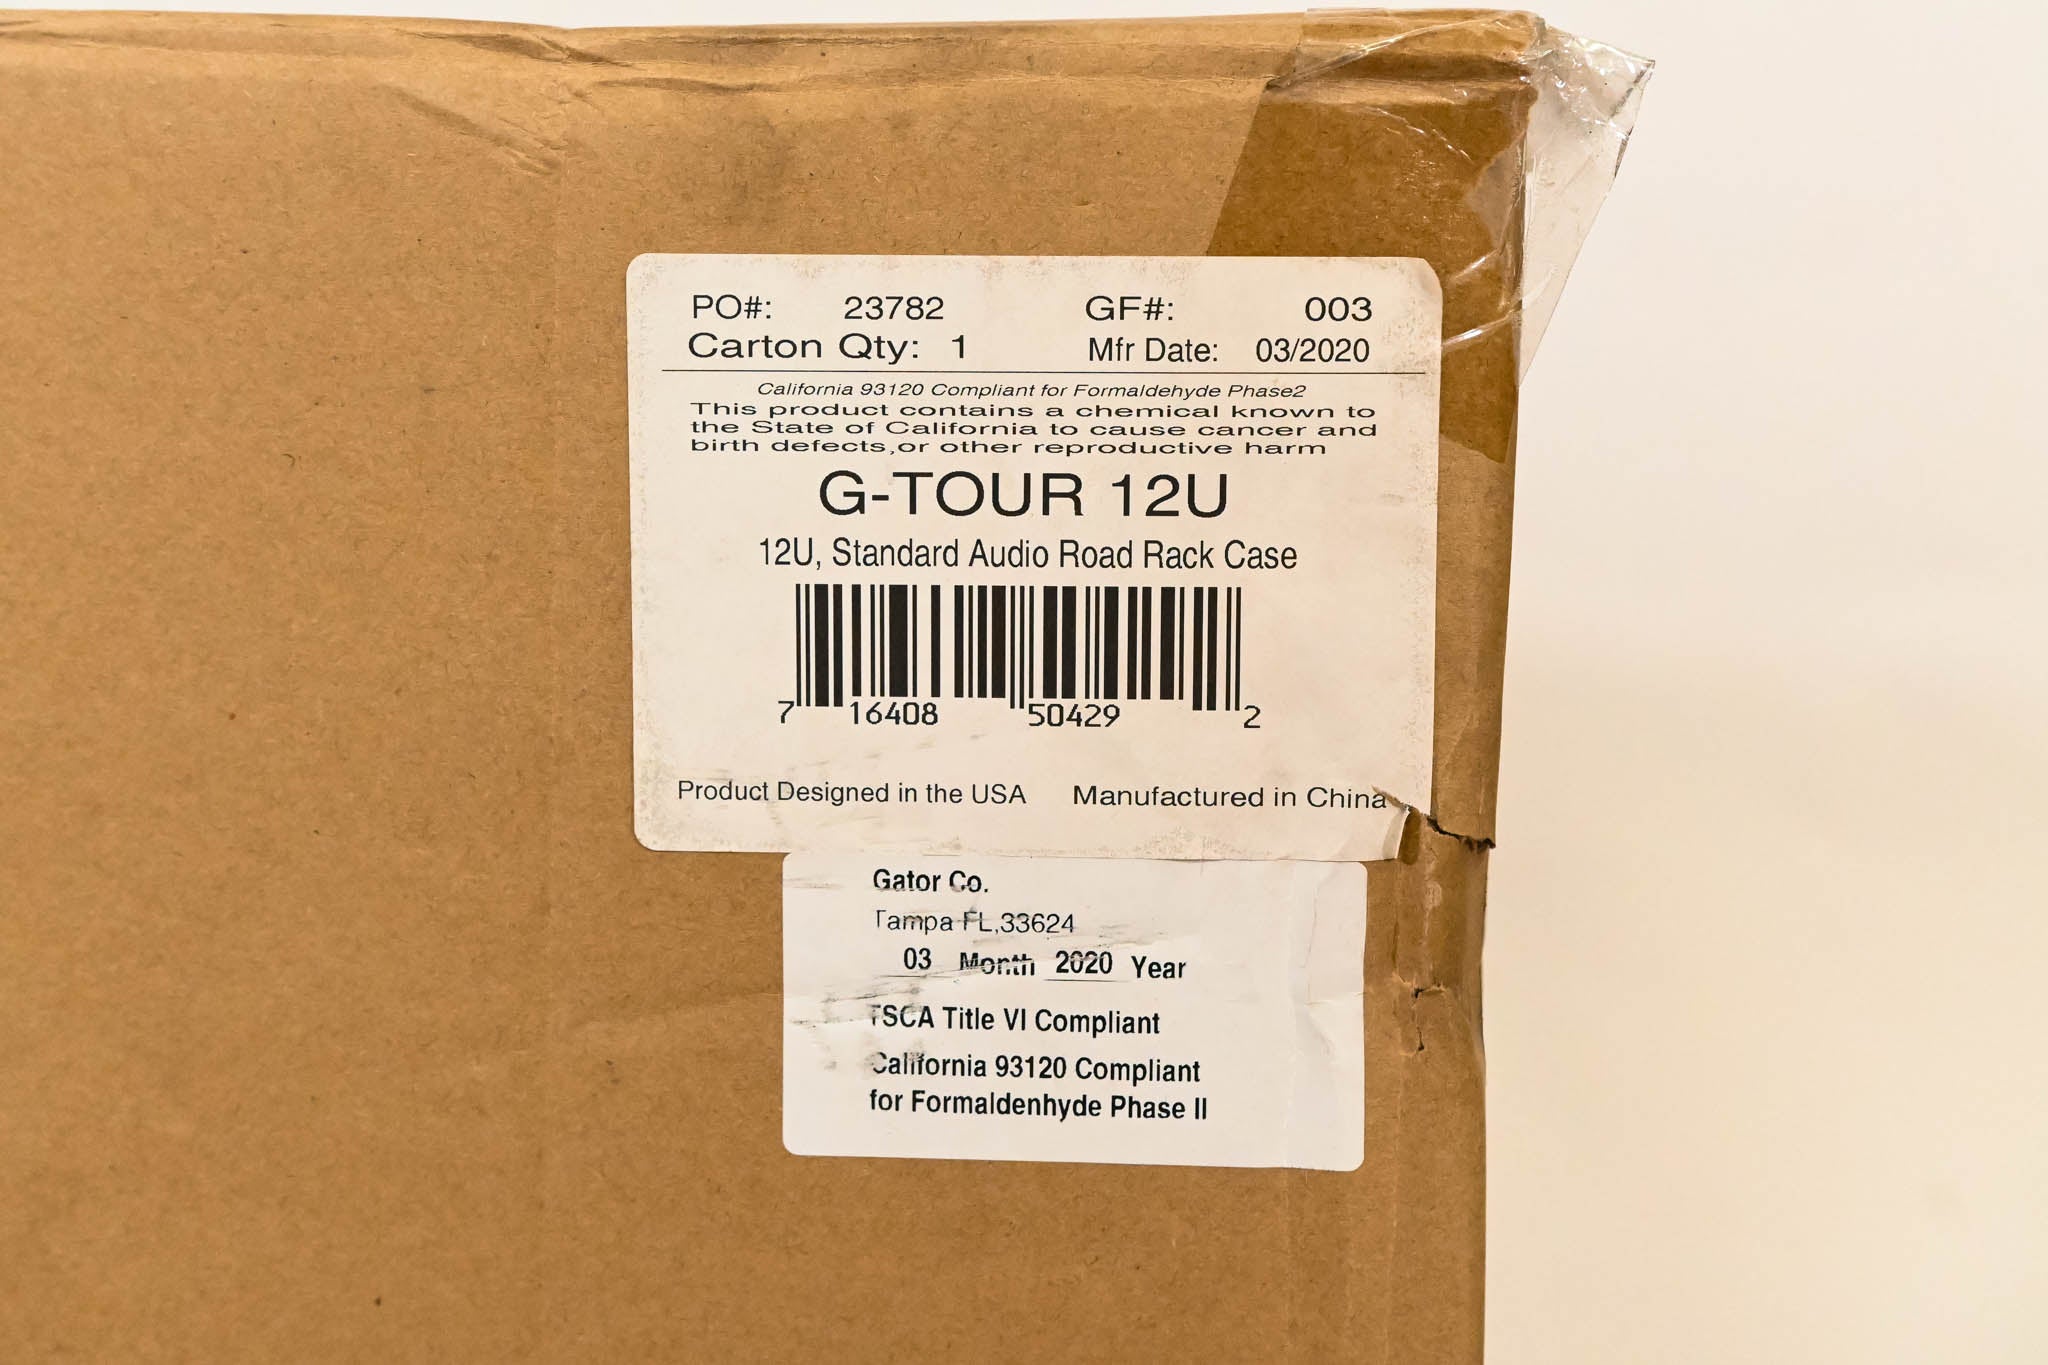 PO#: 23782 GF#: 003
Carton Qty: 1 Mfr Date: 03/2020
California 93120 Compliant for Formaldehyde Phase2
This product contains a chemical known to
the State of California to cause cancer and
birth defects,or other reproductive harm
G-TOUR 12U
12U, Standard Audio Road Rack Case
7 16408 50429 2
Product Designed in the USA Manufactured in China
Gator Co.
Tampa FL,33624
03 Month 2020 Year
TSCA Title VI Compliant
California 93120 Compliant
for Formaldenhyde Phase II